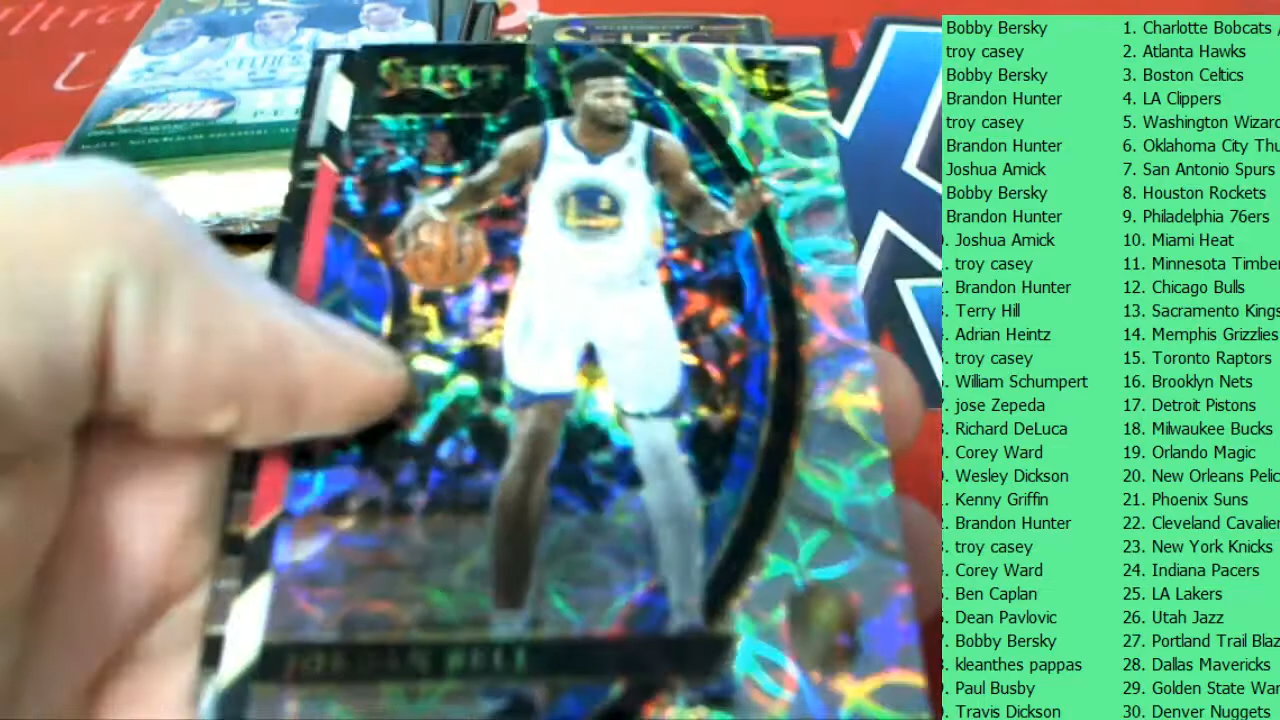 SELECT
RC
CELTICS
JORDAN BELL
Bobby Bersky 1. Charlotte Bobcats /
troy casey 2. Atlanta Hawks
Bobby Bersky 3. Boston Celtics
Brandon Hunter 4. LA Clippers
troy casey 5. Washington Wizard
Brandon Hunter 6. Oklahoma City Thu
Joshua Amick 7. San Antonio Spurs
Bobby Bersky 8. Houston Rockets
Brandon Hunter 9. Philadelphia 76ers
. Joshua Amick 10. Miami Heat
. troy casey 11. Minnesota Timber
. Brandon Hunter 12. Chicago Bulls
. Terry Hill 13. Sacramento Kings
. Adrian Heintz 14. Memphis Grizzlies
. troy casey 15. Toronto Raptors
. William Schumpert 16. Brooklyn Nets
. jose Zepeda 17. Detroit Pistons
. Richard DeLuca 18. Milwaukee Bucks
. Corey Ward 19. Orlando Magic
. Wesley Dickson 20. New Orleans Pelic
. Kenny Griffin 21. Phoenix Suns
. Brandon Hunter 22. Cleveland Cavalier
. troy casey 23. New York Knicks
. Corey Ward 24. Indiana Pacers
. Ben Caplan 25. LA Lakers
. Dean Pavlovic 26. Utah Jazz
. Bobby Bersky 27. Portland Trail Blaz
. kleanthes pappas 28. Dallas Mavericks
. Paul Busby 29. Golden State War
. Travis Dickson 30. Denver Nuggets